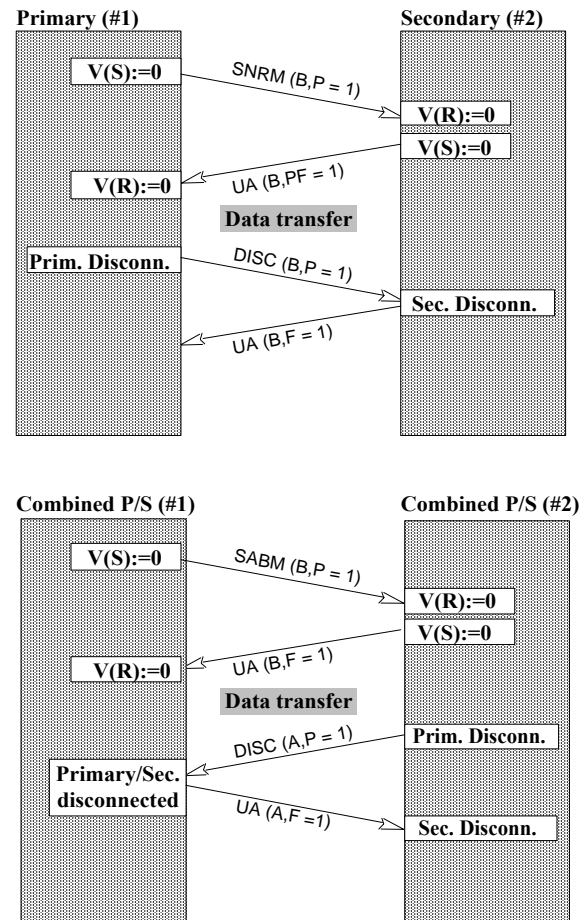 Primary (#1)
Secondary (#2)
V(S):=0
SNRM (B,P = 1)
V(R):=0
V(S):=0
V(R):=0
UA (B,PF = 1)
Data transfer
Prim. Disconn.
DISC (B,P = 1)
Sec. Disconn.
UA (B,F = 1)
Combined P/S (#1)
Combined P/S (#2)
V(S):=0
SABM (B,P = 1)
V(R):=0
V(S):=0
V(R):=0
UA (B,F = 1)
Data transfer
DISC (A,P = 1)
Prim. Disconn.
Primary/Sec.
disconnected
UA (A,F =1)
Sec. Disconn.